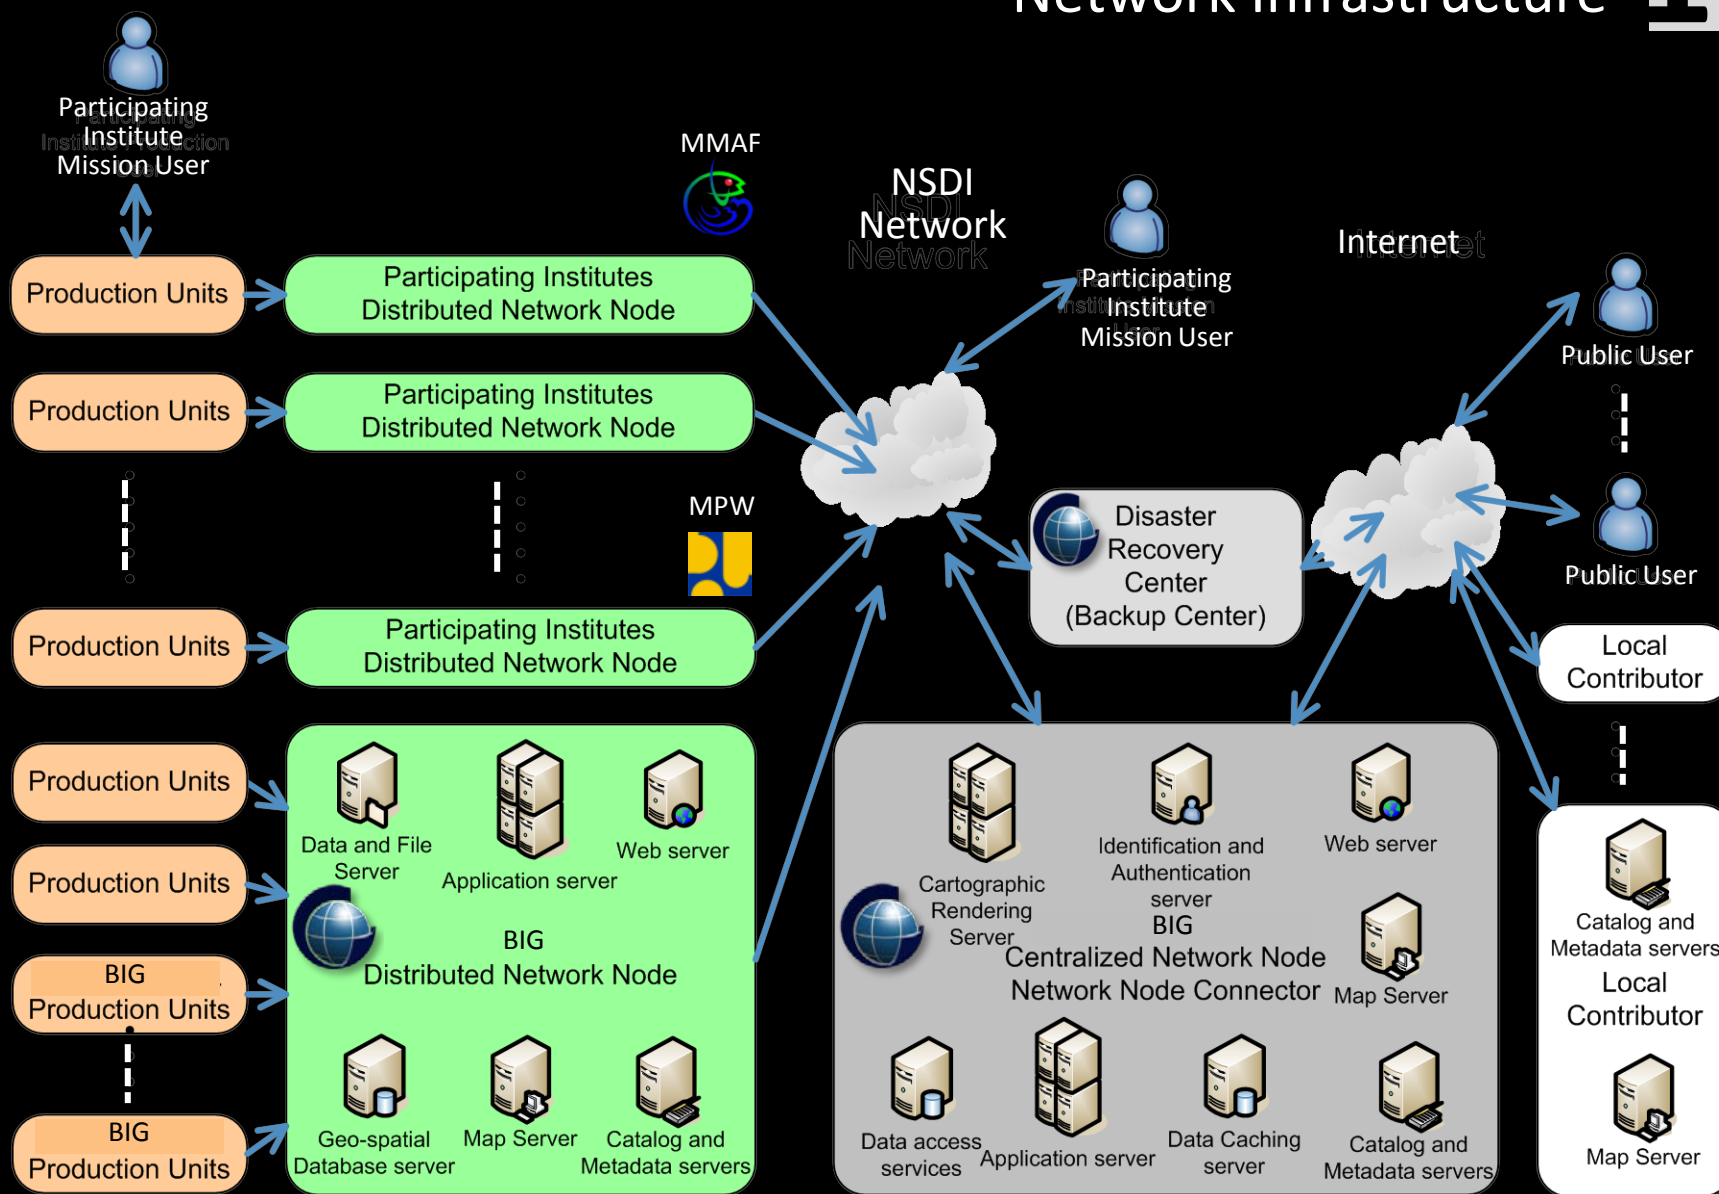 Network Infrastructure
Participating
Institute
Mission User
MMAF
NSDI
Network
Participating
Institute
Mission User
Internet
Public User
Production Units
Participating Institutes
Distributed Network Node
Production Units
Participating Institutes
Distributed Network Node
MPW
Disaster
Recovery
Center
(Backup Center)
Public User
Production Units
Participating Institutes
Distributed Network Node
Local
Contributor
Production Units
Production Units
BIG
Production Units
BIG
Production Units
Data and File
Server
Application server
Web server
BIG
Distributed Network Node
Geo-spatial
Database server
Map Server
Catalog and
Metadata servers
Cartographic
Rendering
Server
Identification and
Authentication
server
Web server
BIG
Centralized Network Node
Network Node Connector
Map Server
Data access
services
Application server
Data Caching
server
Catalog and
Metadata servers
Catalog and
Metadata servers
Local
Contributor
Map Server